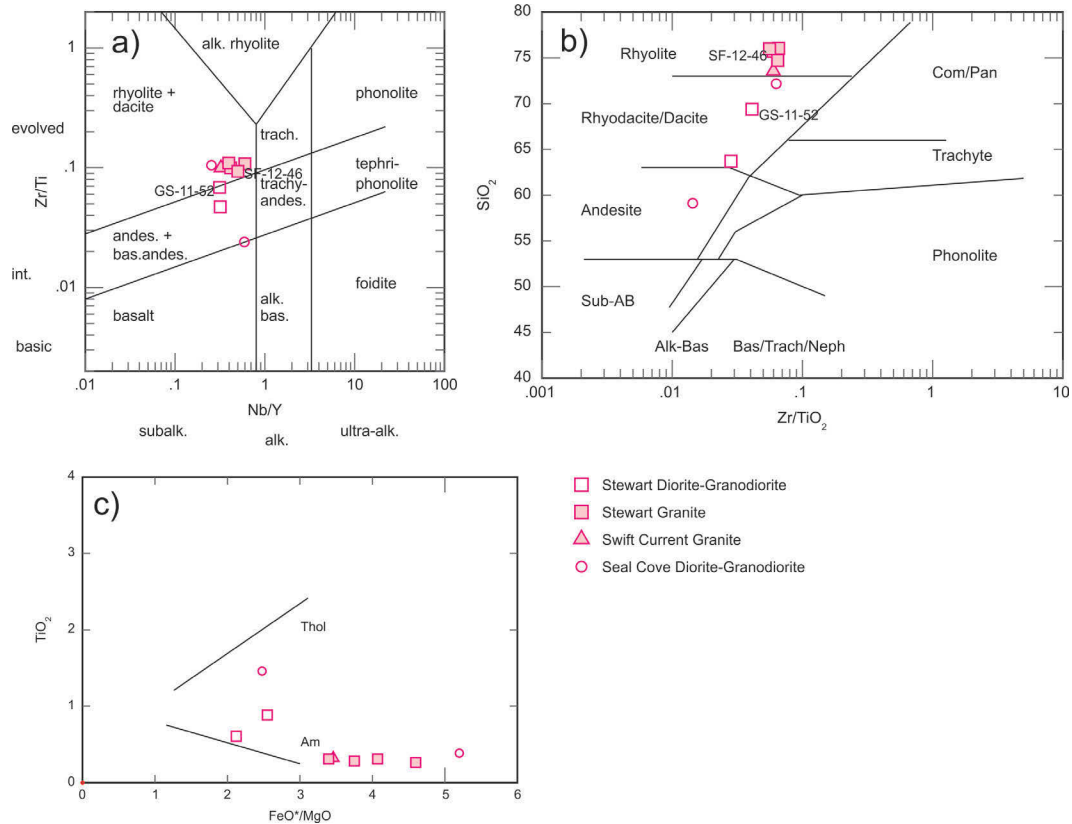 a)
alk. rhyolite
rhyolite +
dacite
phonolite
evolved
trach.
tephri-
phonolite
SF-12-46
GS-11-52
trachy-
andes.
andes. +
bas.andes.
int.
foidite
basalt
alk.
bas.
basic
1
.1
.01
Zr/Ti
.01
0.1
1
10
100
Nb/Y
subalk.
alk.
ultra-alk.
b)
Rhyolite
SF-12-46
Com/Pan
Rhyodacite/Dacite
GS-11-52
Trachyte
Andesite
Phonolite
Sub-AB
Alk-Bas
Bas/Trach/Neph
80
75
70
65
60
55
50
45
40
SiO2
.001
.01
.1
1
10
Zr/TiO2
c)
Thol
Am
4
3
2
1
0
TiO2
0
1
2
3
4
5
6
FeO*/MgO
Stewart Diorite-Granodiorite
Stewart Granite
Swift Current Granite
Seal Cove Diorite-Granodiorite